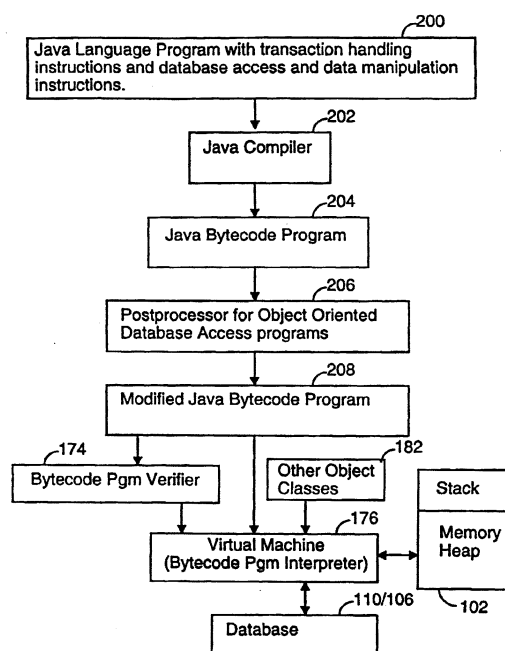 200
Java Language Program with transaction handling
instructions and database access and data manipulation
instructions.
202
Java Compiler
204
Java Bytecode Program
206
Postprocessor for Object Oriented
Database Access programs
208
Modified Java Bytecode Program
174
Bytecode Pgm Verifier
182
Other Object
Classes
Stack
Memory
Heap
102
176
Virtual Machine
(Bytecode Pgm Interpreter)
110/106
Database